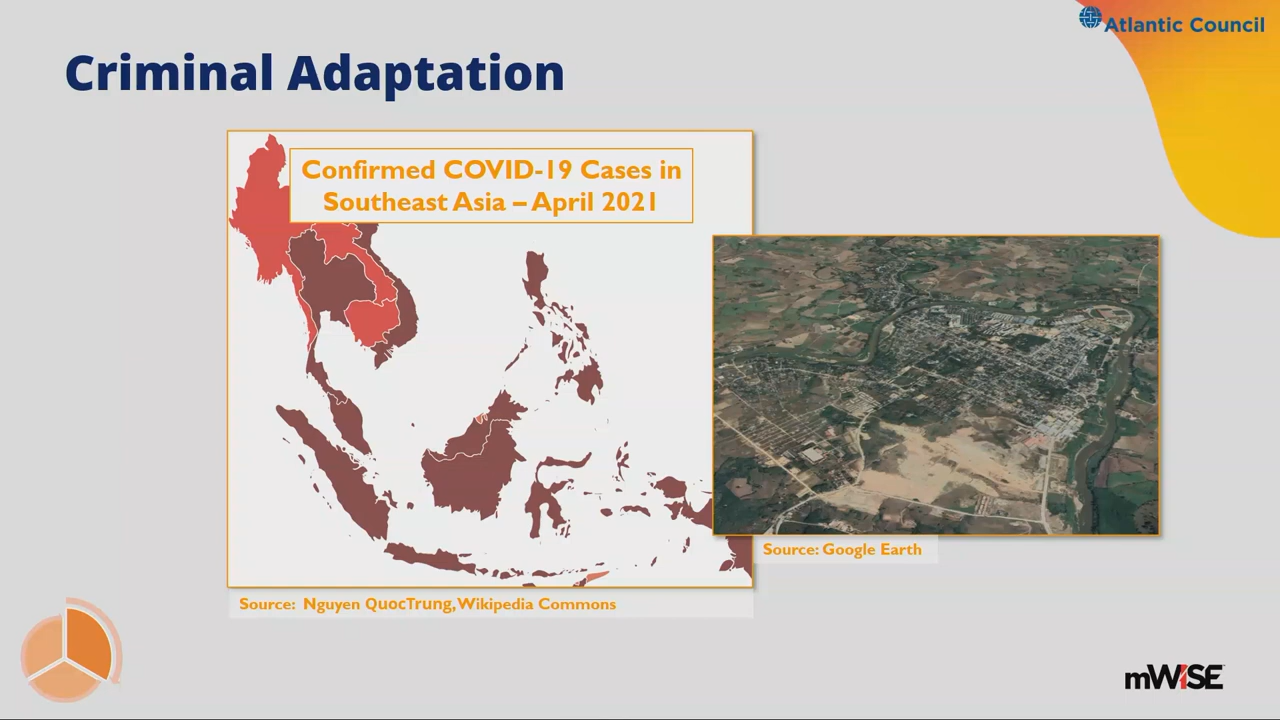 Atlantic Council
Criminal Adaptation
Confirmed COVID-19 Cases in
Southeast Asia – April 2021
Source: Google Earth
Source: Nguyen QuocTrung, Wikipedia Commons
mWISE